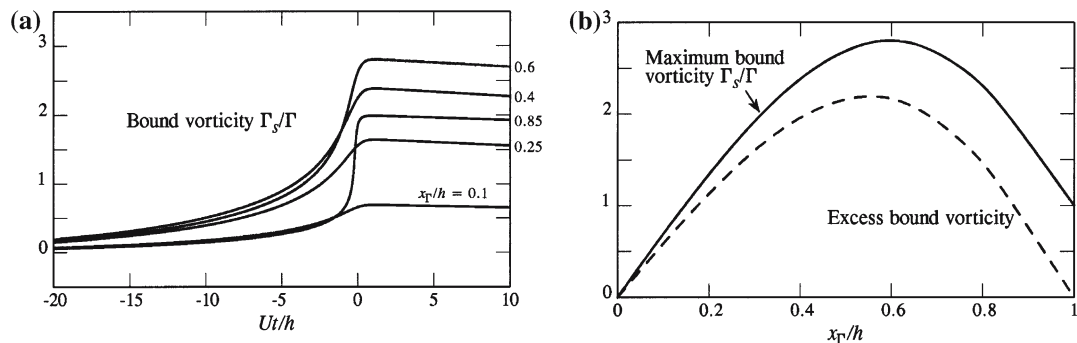 (a)
3
2
1
0
Bound vorticity Γₛ/Γ
0.6
0.4
0.85
0.25
x_Γ/h = 0.1
-20 -15 -10 -5 0 5 10
Ut/h
(b)
3
2
1
0
Maximum bound
vorticity Γₛ/Γ
Excess bound vorticity
0 0.2 0.4 0.6 0.8 1
x_Γ/h